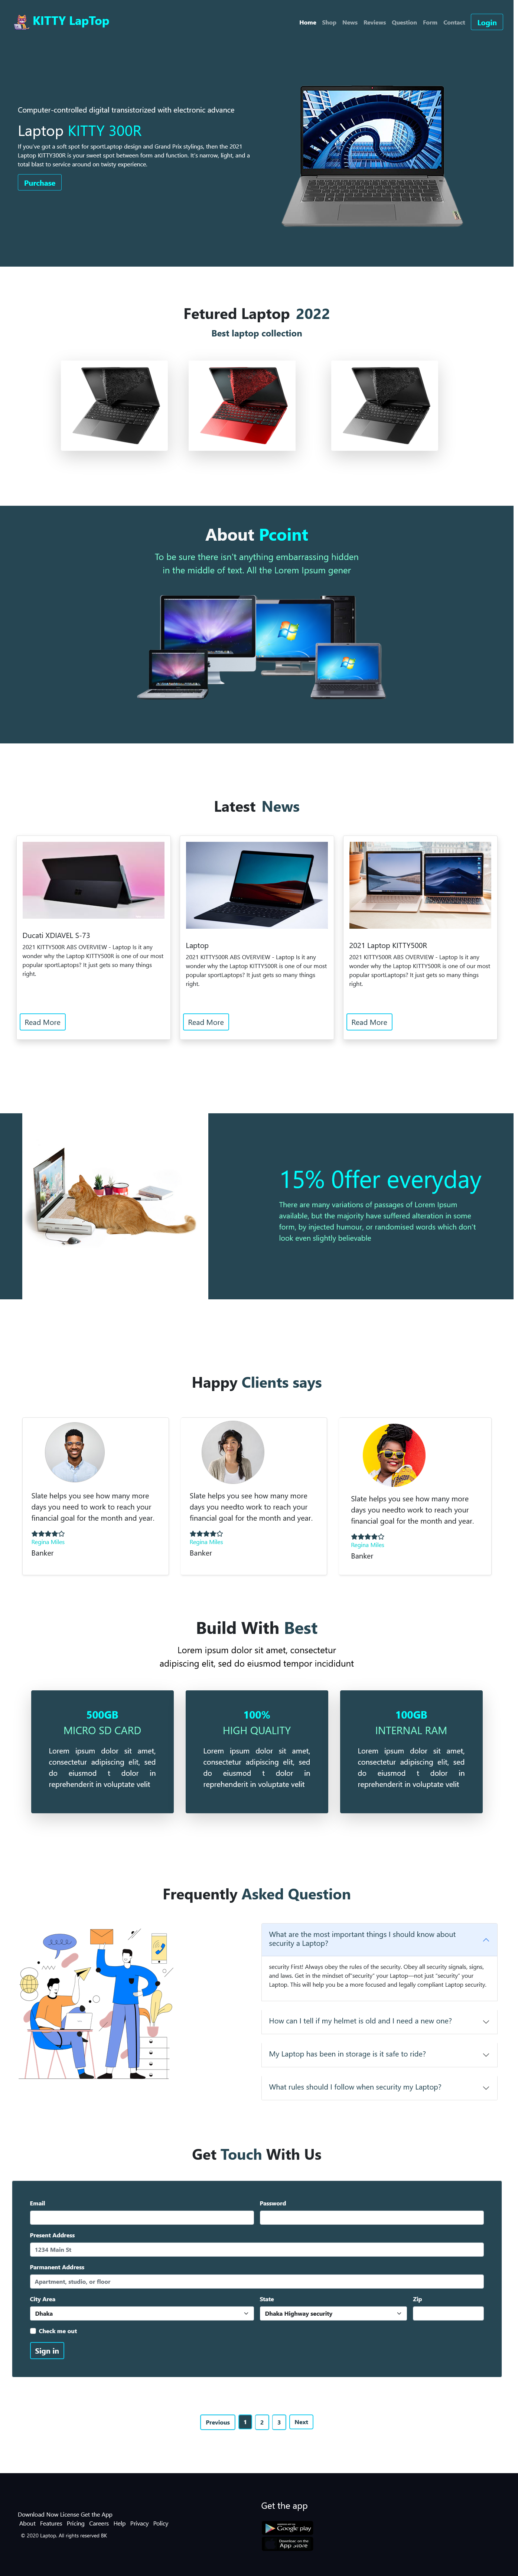 KITTY LapTop
Home Shop News Reviews Question Form Contact Login
Computer-controlled digital transistorized with electronic advance
Laptop KITTY 300R
If you've got a soft spot for sportLaptop design and Grand Prix stylings, then the 2021
Laptop KITTY300R is your sweet spot between form and function. It's narrow, light, and a
total blast to service around on twisty experience.
Purchase
Fetured Laptop 2022
Best laptop collection
About Pcoint
To be sure there isn't anything embarrassing hidden
in the middle of text. All the Lorem Ipsum gener
Latest News
Ducati XDIAVEL S-73
2021 KITTY500R ABS OVERVIEW - Laptop Is it any
wonder why the Laptop KITTY500R is one of our most
popular sportLaptops? It just gets so many things
right.
Read More
Laptop
2021 KITTY500R ABS OVERVIEW - Laptop Is it any
wonder why the Laptop KITTY500R is one of our most
popular sportLaptops? It just gets so many things
right.
Read More
2021 Laptop KITTY500R
2021 KITTY500R ABS OVERVIEW - Laptop Is it any
wonder why the Laptop KITTY500R is one of our most
popular sportLaptops? It just gets so many things
right.
Read More
15% Offer everyday
There are many variations of passages of Lorem Ipsum
available, but the majority have suffered alteration in some
form, by injected humour, or randomised words which don't
look even slightly believable
Happy Clients says
Slate helps you see how many more
days you need to work to reach your
financial goal for the month and year.
Regina Miles
Banker
Slate helps you see how many more
days you needto work to reach your
financial goal for the month and year.
Regina Miles
Banker
Slate helps you see how many more
days you needto work to reach your
financial goal for the month and year.
Regina Miles
Banker
Build With Best
Lorem ipsum dolor sit amet, consectetur
adipiscing elit, sed do eiusmod tempor incididunt
500GB
MICRO SD CARD
Lorem ipsum dolor sit amet,
consectetur adipiscing elit, sed
do eiusmod t dolor in
reprehenderit in voluptate velit
100%
HIGH QUALITY
Lorem ipsum dolor sit amet,
consectetur adipiscing elit, sed
do eiusmod t dolor in
reprehenderit in voluptate velit
100GB
INTERNAL RAM
Lorem ipsum dolor sit amet,
consectetur adipiscing elit, sed
do eiusmod t dolor in
reprehenderit in voluptate velit
Frequently Asked Question
What are the most important things I should know about
security a Laptop?
security First! Always obey the rules of the security. Obey all security signals, signs,
and laws. Get in the mindset of"security" your Laptop—not just "security" your
Laptop. This will help you be a more focused and legally compliant Laptop security.
How can I tell if my helmet is old and I need a new one?
My Laptop has been in storage is it safe to ride?
What rules should I follow when security my Laptop?
Get Touch With Us
Email Password
Present Address
1234 Main St
Parmanent Address
Apartment, studio, or floor
City Area State Zip
Dhaka Dhaka Highway security
Check me out
Sign in
Previous 1 2 3 Next
Download Now License Get the App
About Features Pricing Careers Help Privacy Policy
© 2020 Laptop. All rights reserved BK
Get the app
Google play
App Store